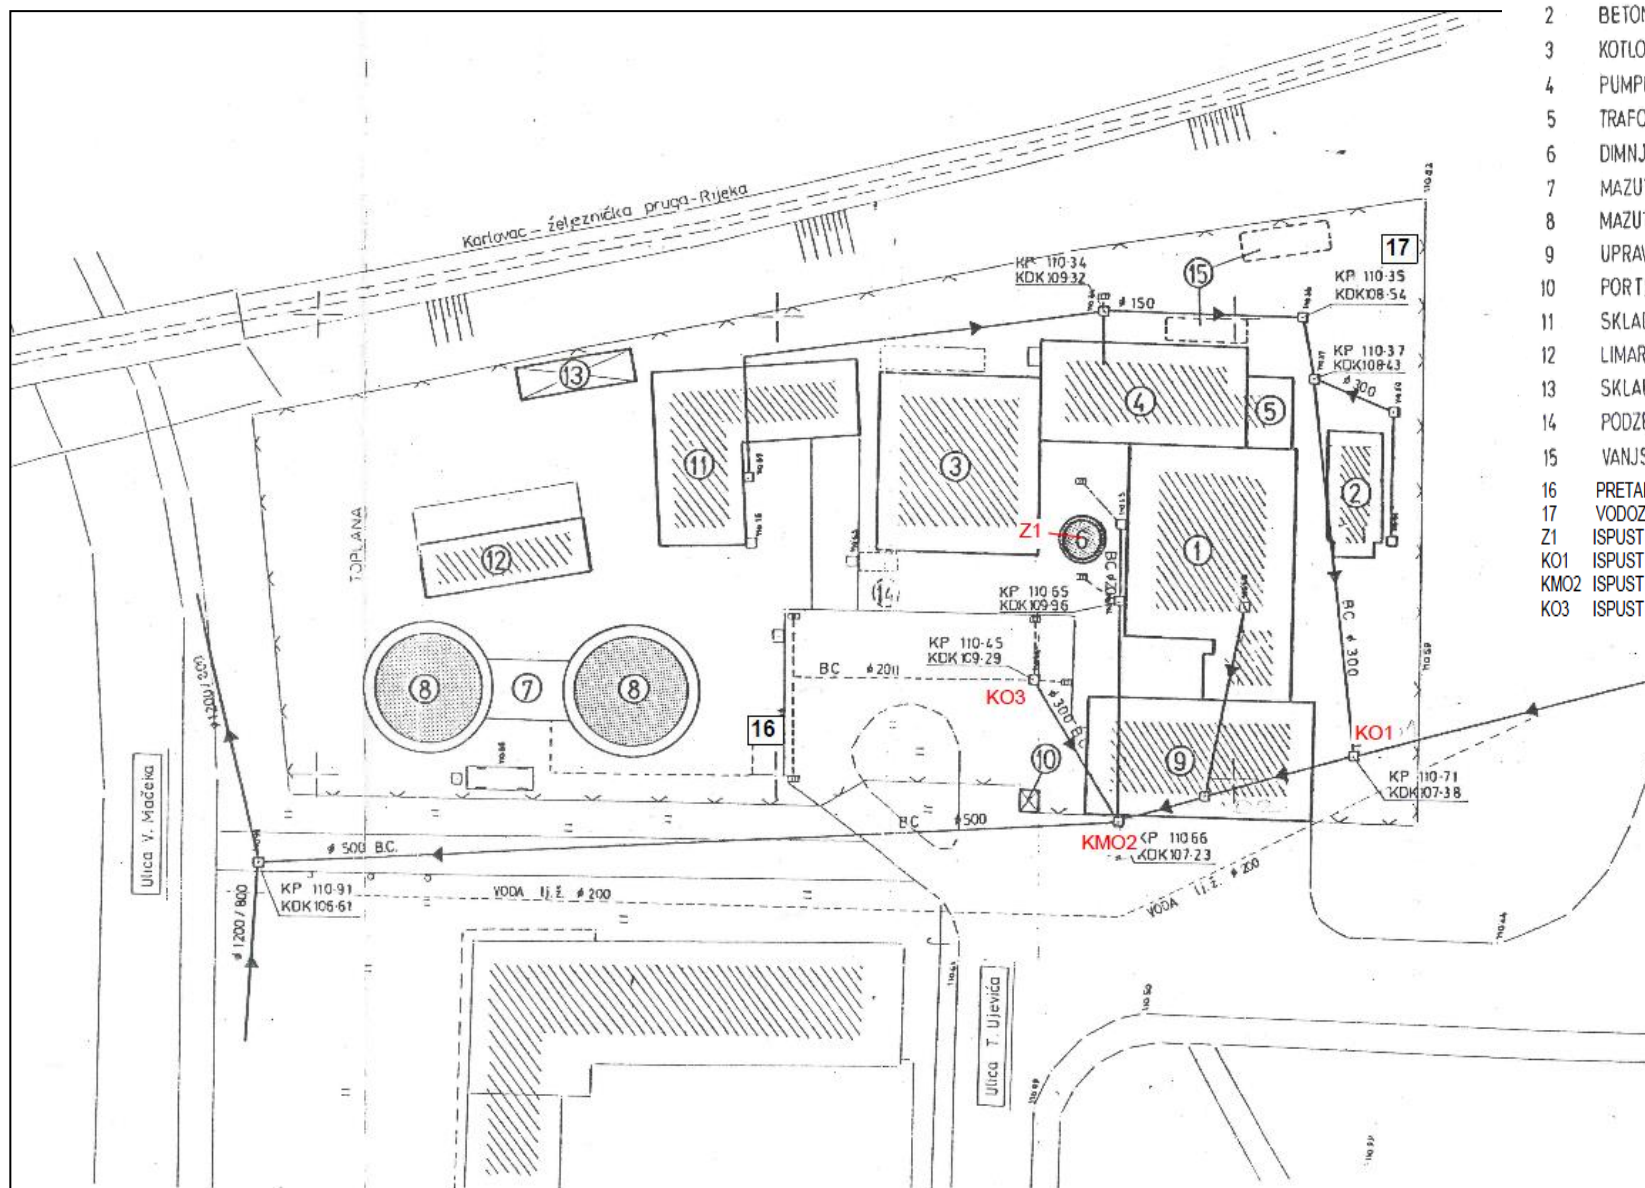 2 BETON
3 KOTLO
4 PUMP
5 TRAFO
6 DIMNJ
7 MAZUT
8 MAZUT
9 UPRAV
10 PORT
11 SKLAD
12 LIMAR
13 SKLA
14 PODZE
15 VANJS
16 PRETA
17 VODOZ
Z1 ISPUST
KO1 ISPUST
KMO2 ISPUST
KO3 ISPUST
Karlovac - željeznička pruga - Rijeka
17
15
KP 110.34
KDK 109.32
ø 150
KP 110.35
KDK 108.54
KP 110.37
KDK 108.43
ø 300
13
4
5
11
3
2
Z1
6
1
12
TOPLANA
14
BC
KP 110.65
KDK 109.96
BC ø 300
KP 110.45
KDK 109.29
BC
KO3
ø 300 BC
8
7
8
16
KO1
10
9
KP 110.71
KDK 107.38
Ulica V. Mačeka
BC ø 500
KMO2
KP 110.66
KDK 107.23
ø 500 B.C.
KP 110.91
KDK 106.61
VODA lj.ž. ø 200
VODA lj.ž. ø 200
ø 1200 / 800
Ulica T. Ujevića